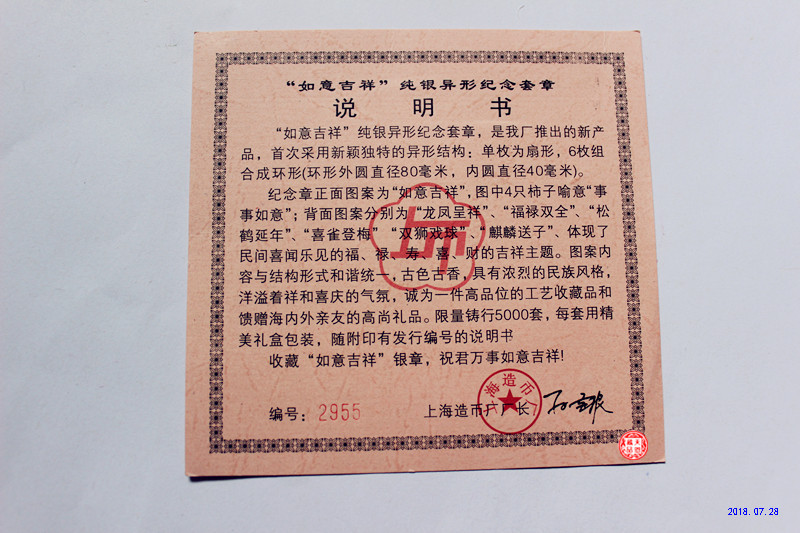 “如意吉祥”纯银异形纪念套章
说明书
“如意吉祥”纯银异形纪念套章，是我厂推出的新产
品，首次采用新颖独特的异形结构：单枚为扇形，6枚组
合成环形(环形外圆直径80毫米，内圆直径40毫米)。
纪念章正面图案为“如意吉祥”，图中4只柿子喻意“事
事如意”；背面图案分别为“龙凤呈祥”、“福禄双全”、“松
鹤延年”、“喜雀登梅”“双狮戏球”、“麒麟送子”、体现了
民间喜闻乐见的福、禄、寿、喜、财的吉祥主题。图案内
容与结构形式和谐统一，古色古香，具有浓烈的民族风格，
洋溢着祥和喜庆的气氛，诚为一件高品位的工艺收藏品和
馈赠海内外亲友的高尚礼品。限量铸行5000套，每套用精
美礼盒包装，随附印有发行编号的说明书
收藏“如意吉祥”银章，祝君万事如意吉祥！
编号：2955 上海造币厂厂长
上海造币厂
2018.07.28